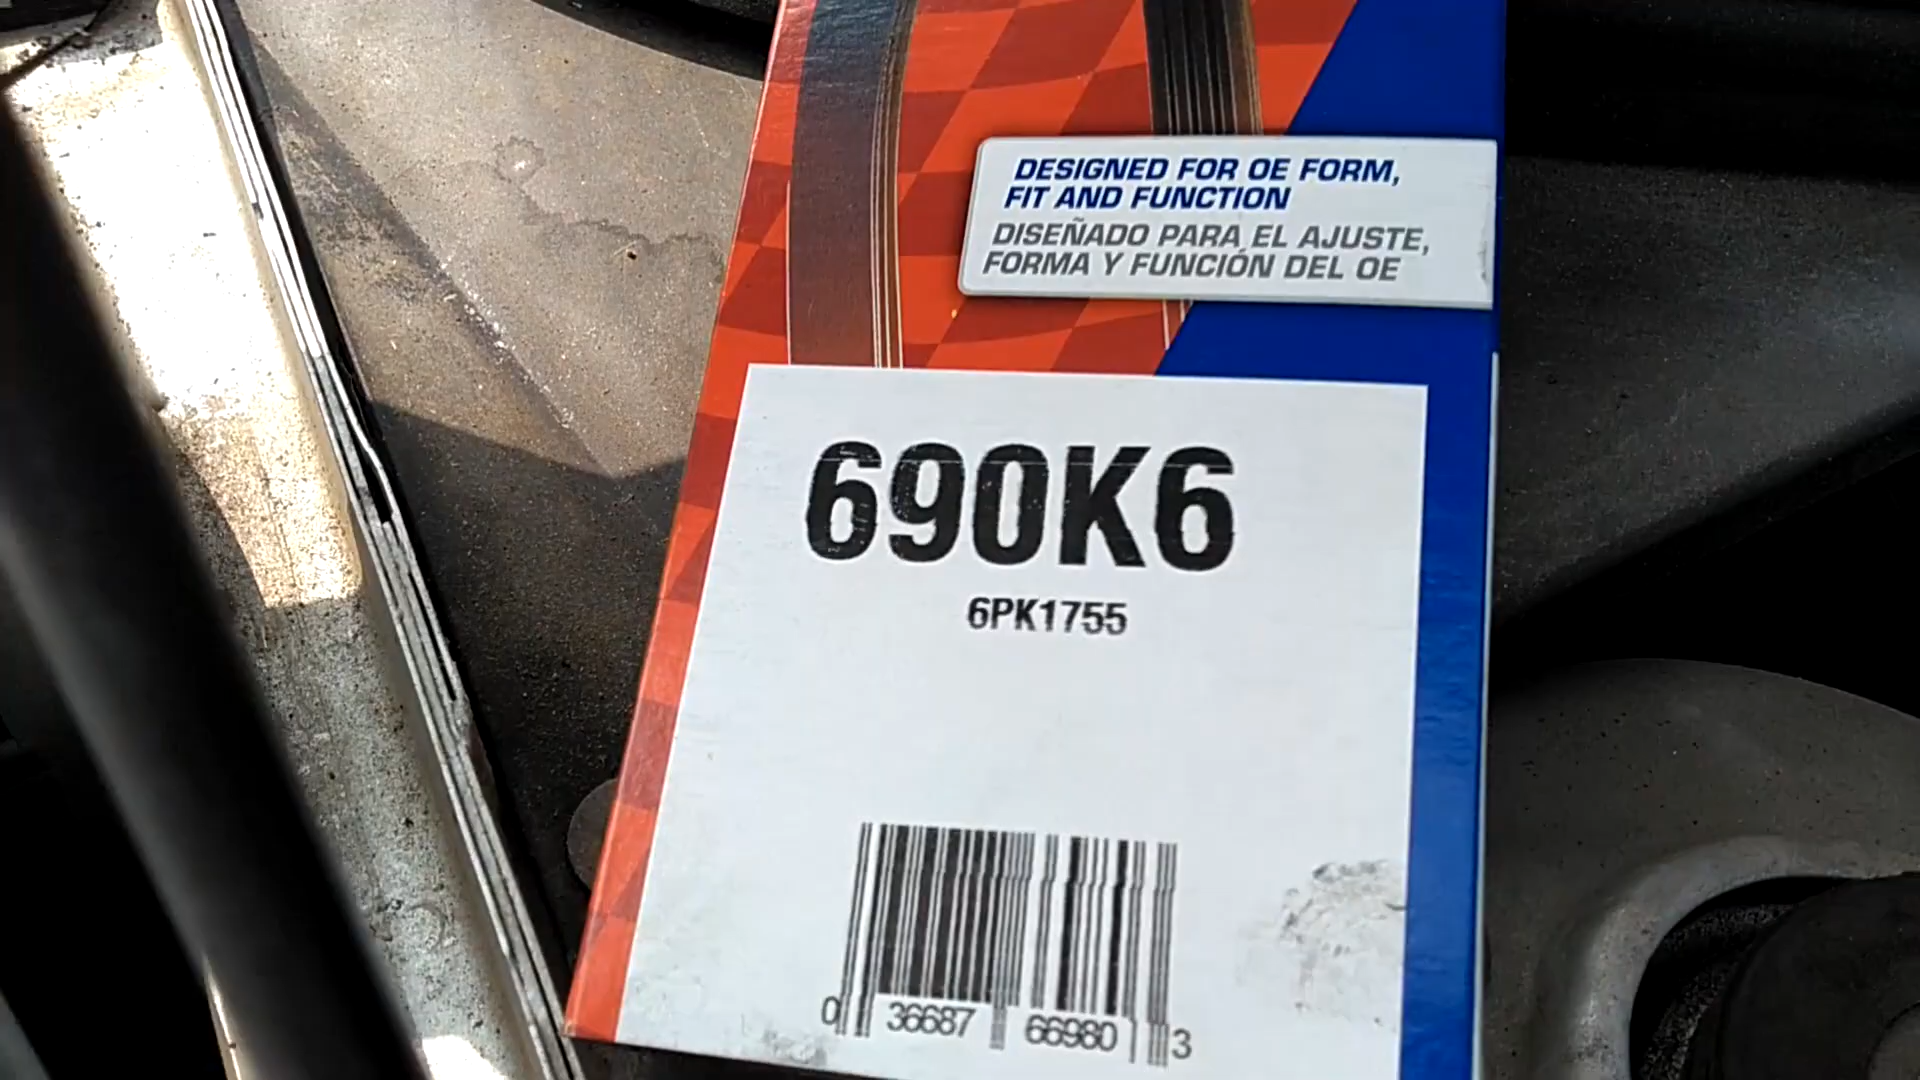 DESIGNED FOR OE FORM,
FIT AND FUNCTION
DISEÑADO PARA EL AJUSTE,
FORMA Y FUNCIÓN DEL OE
690K6
6PK1755
0 36687 66980 3